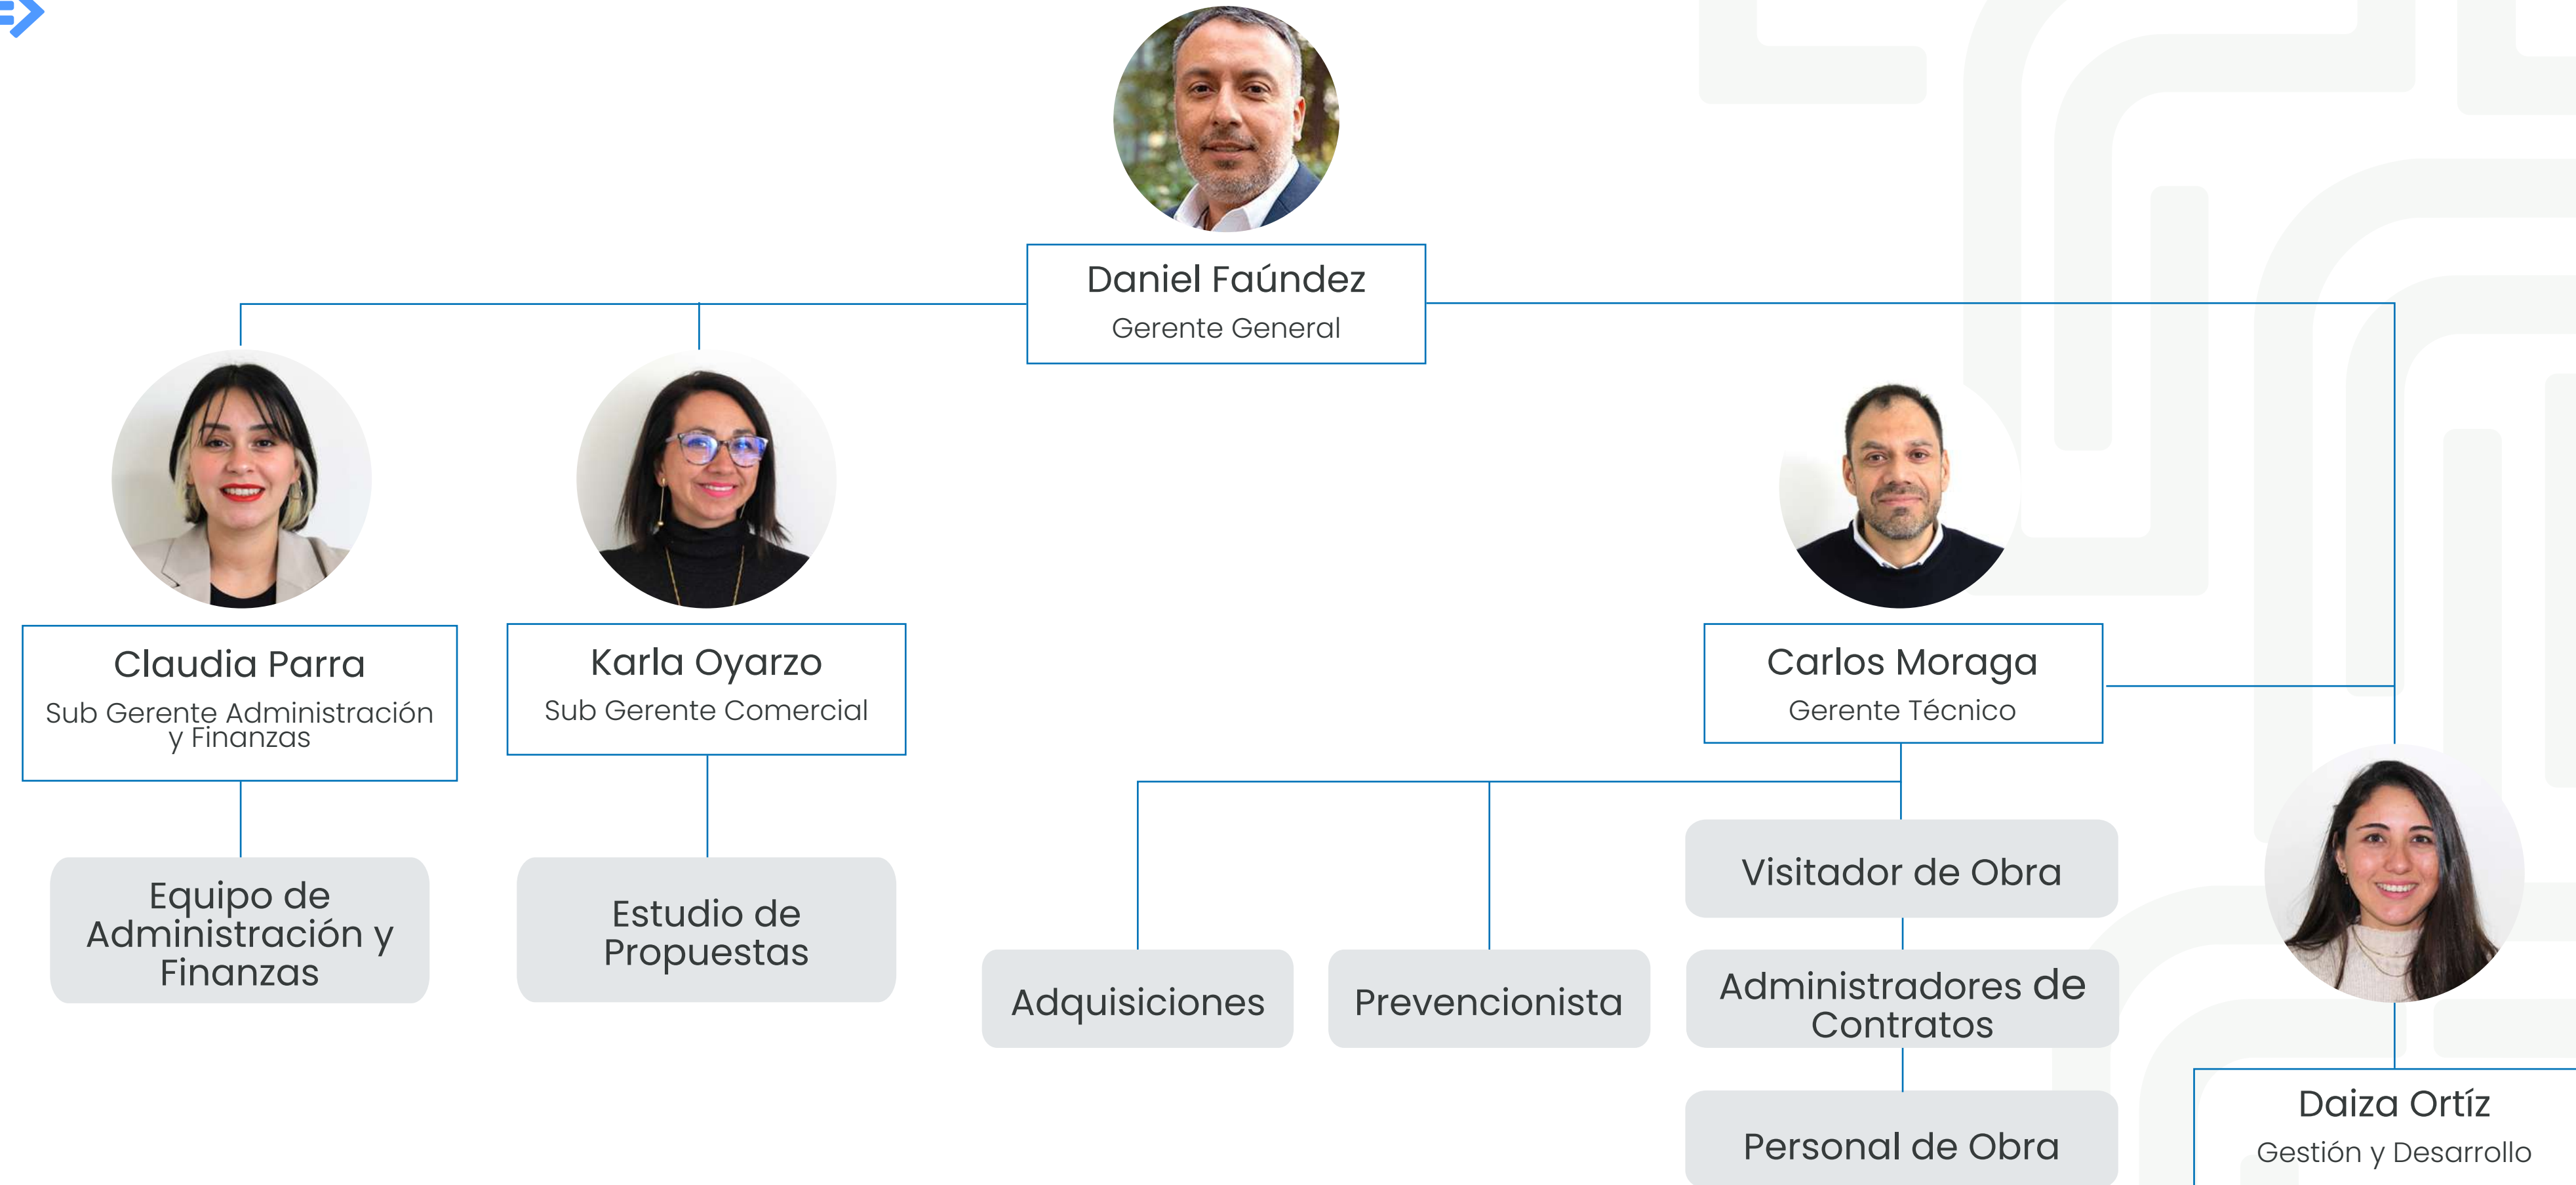 Daniel Faúndez
Gerente General
Claudia Parra
Sub Gerente Administración
y Finanzas
Karla Oyarzo
Sub Gerente Comercial
Carlos Moraga
Gerente Técnico
Equipo de
Administración y
Finanzas
Estudio de
Propuestas
Adquisiciones
Prevencionista
Visitador de Obra
Administradores de
Contratos
Personal de Obra
Daiza Ortíz
Gestión y Desarrollo